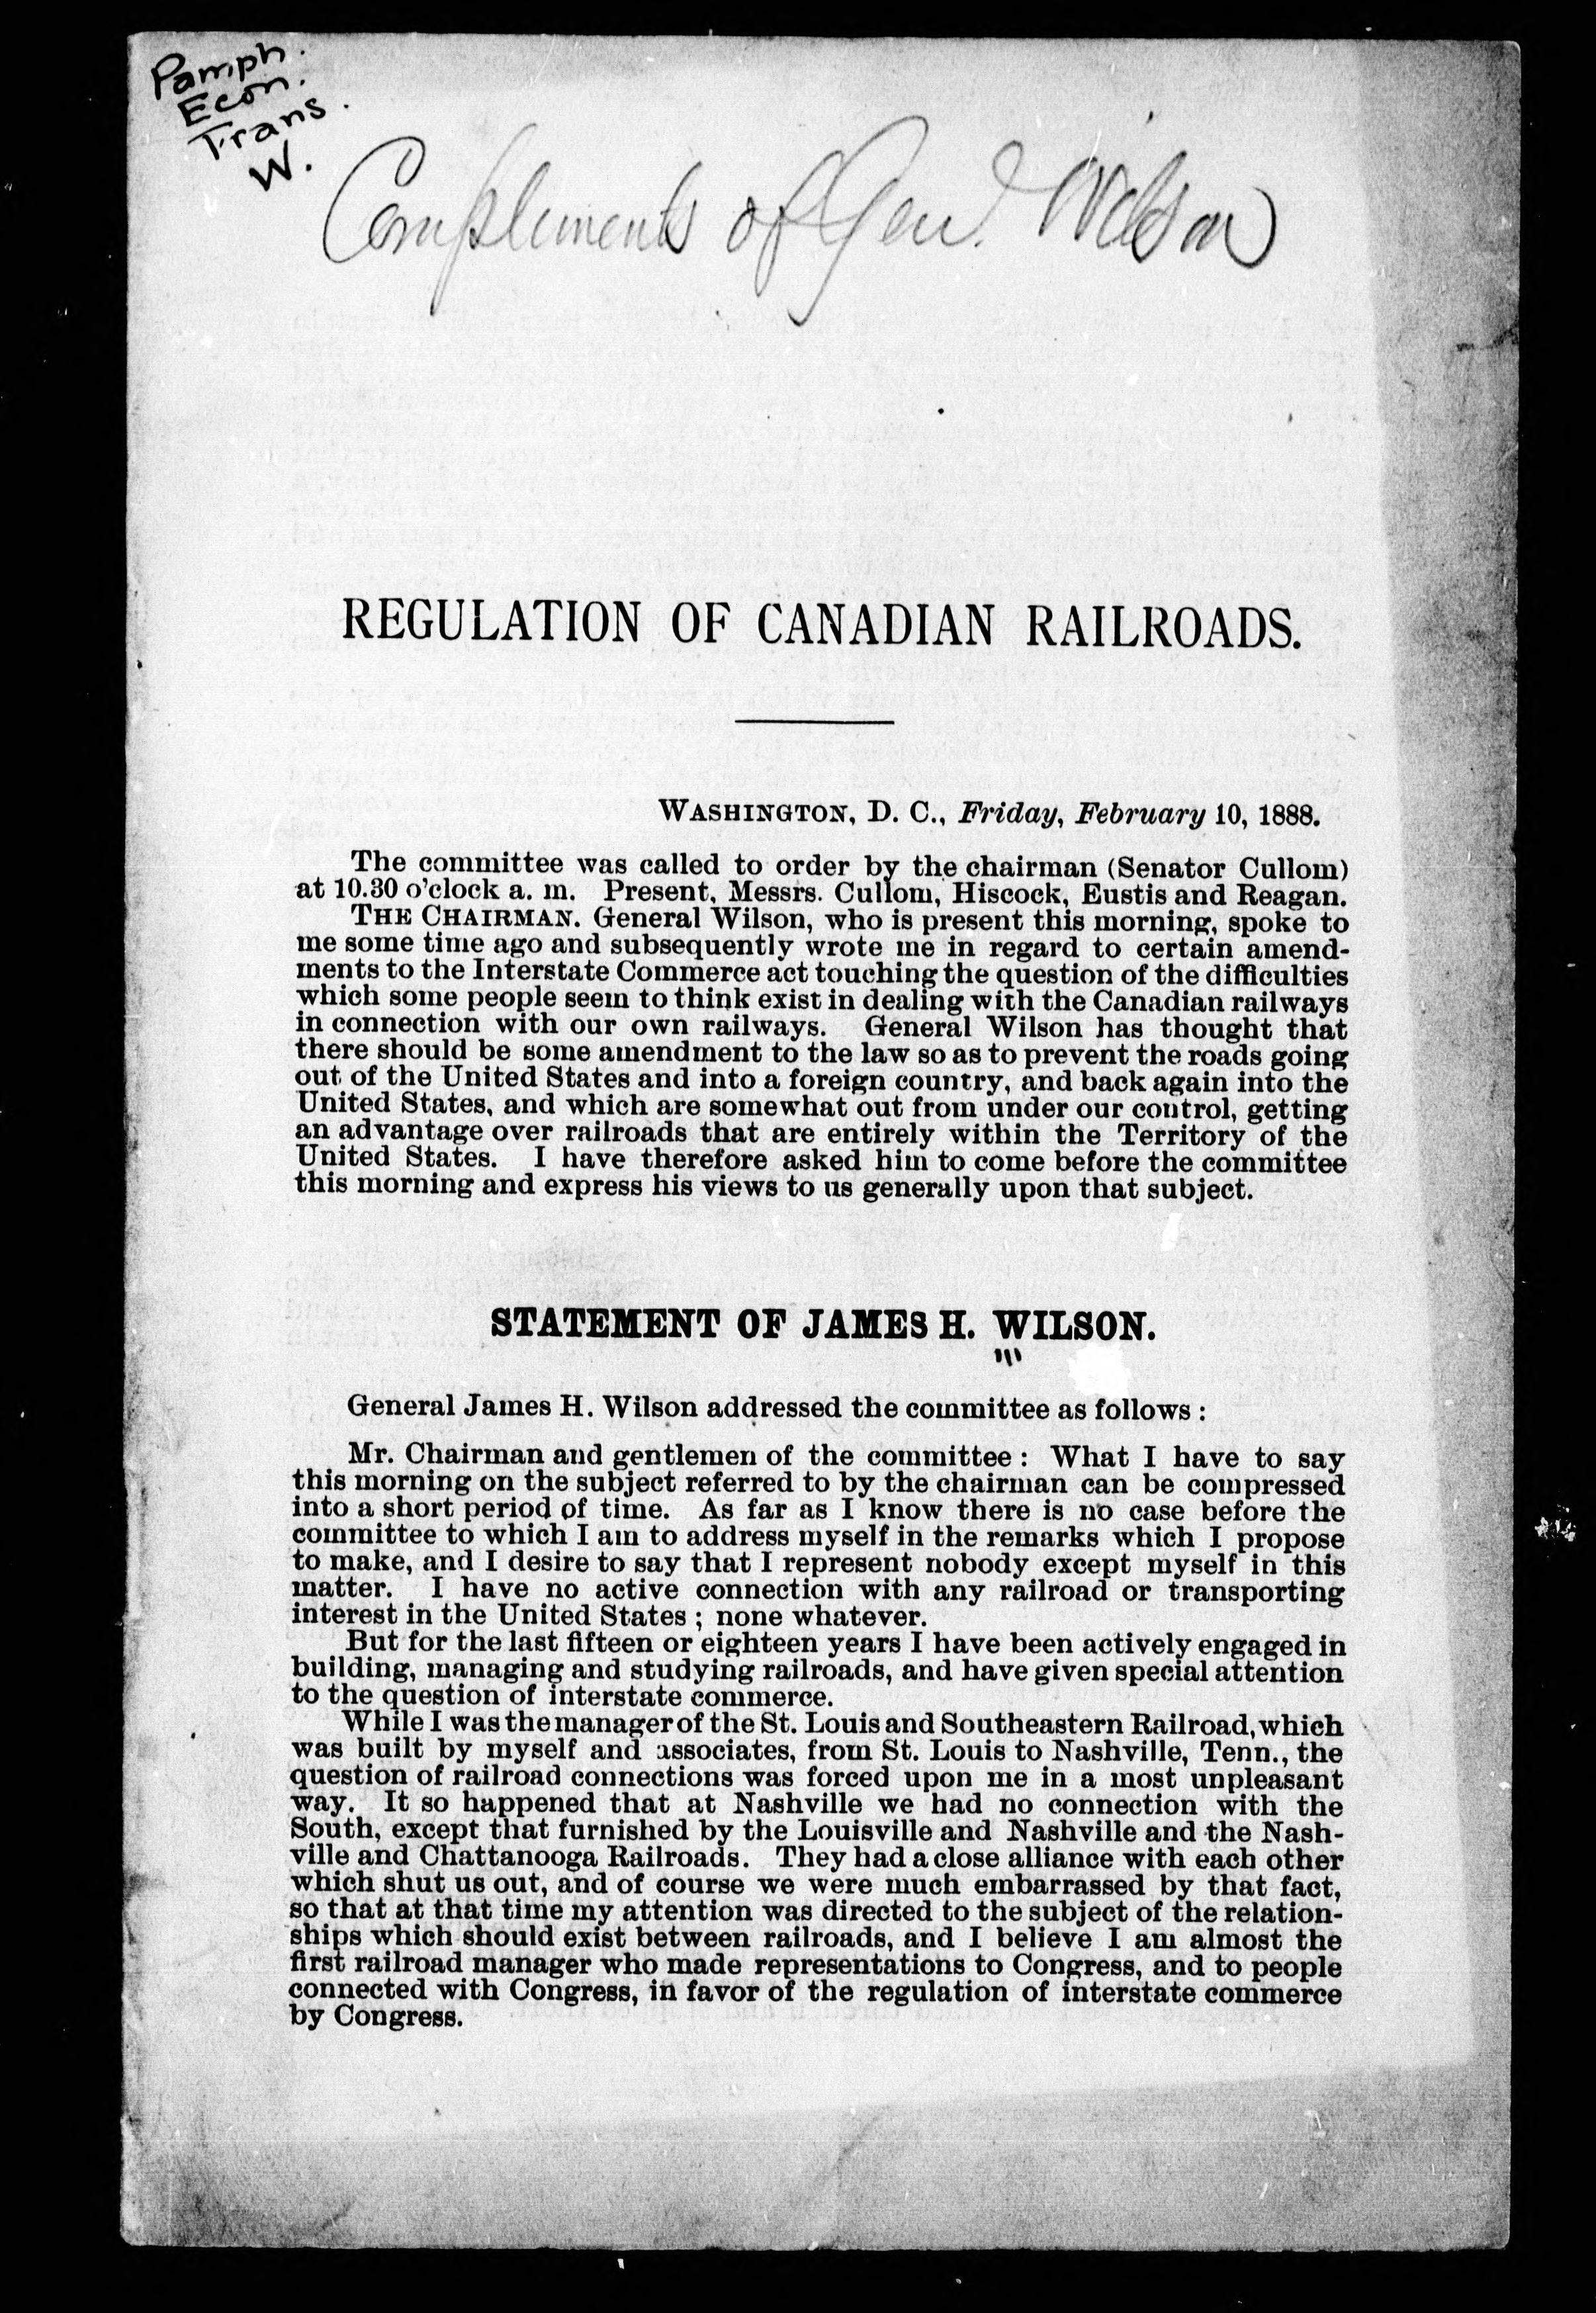 Pamph.
Econ.
Trans.
W.
Compliments of Gen. Wilson
REGULATION OF CANADIAN RAILROADS.
WASHINGTON, D. C., Friday, February 10, 1888.
The committee was called to order by the chairman (Senator Cullom)
at 10.30 o'clock a. m. Present, Messrs. Cullom, Hiscock, Eustis and Reagan.
THE CHAIRMAN. General Wilson, who is present this morning, spoke to
me some time ago and subsequently wrote me in regard to certain amend-
ments to the Interstate Commerce act touching the question of the difficulties
which some people seem to think exist in dealing with the Canadian railways
in connection with our own railways. General Wilson has thought that
there should be some amendment to the law so as to prevent the roads going
out of the United States and into a foreign country, and back again into the
United States, and which are somewhat out from under our control, getting
an advantage over railroads that are entirely within the Territory of the
United States. I have therefore asked him to come before the committee
this morning and express his views to us generally upon that subject.
STATEMENT OF JAMES H. WILSON.
General James H. Wilson addressed the committee as follows :
Mr. Chairman and gentlemen of the committee : What I have to say
this morning on the subject referred to by the chairman can be compressed
into a short period of time. As far as I know there is no case before the
committee to which I am to address myself in the remarks which I propose
to make, and I desire to say that I represent nobody except myself in this
matter. I have no active connection with any railroad or transporting
interest in the United States ; none whatever.
But for the last fifteen or eighteen years I have been actively engaged in
building, managing and studying railroads, and have given special attention
to the question of interstate commerce.
While I was the manager of the St. Louis and Southeastern Railroad, which
was built by myself and associates, from St. Louis to Nashville, Tenn., the
question of railroad connections was forced upon me in a most unpleasant
way. It so happened that at Nashville we had no connection with the
South, except that furnished by the Louisville and Nashville and the Nash-
ville and Chattanooga Railroads. They had a close alliance with each other
which shut us out, and of course we were much embarrassed by that fact,
so that at that time my attention was directed to the subject of the relation-
ships which should exist between railroads, and I believe I am almost the
first railroad manager who made representations to Congress, and to people
connected with Congress, in favor of the regulation of interstate commerce
by Congress.